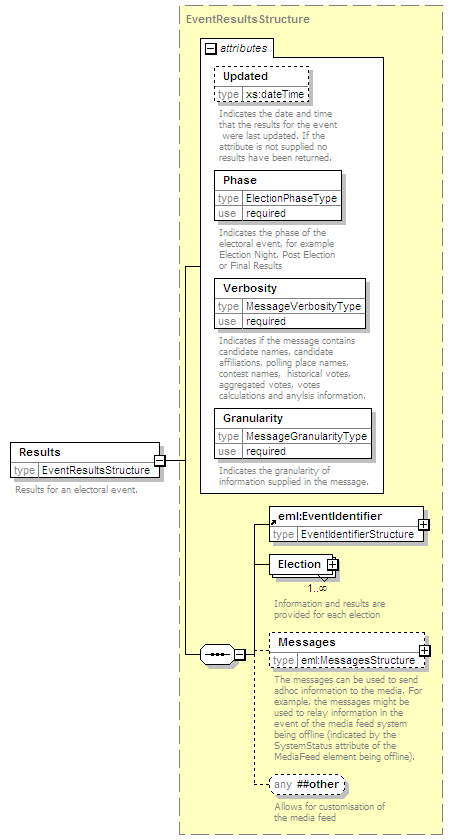 EventResultsStructure
attributes
Updated
type xs:dateTime
Indicates the date and time
that the results for the event
were last updated. If the
attribute is not supplied no
results have been returned.
Phase
type ElectionPhaseType
use required
Indicates the phase of the
electoral event, for example
Election Night, Post Election
or Final Results
Verbosity
type MessageVerbosityType
use required
Indicates if the message contains
candidate names, candidate
affiliations, polling place names,
contest names, historical votes,
aggregated votes, votes
calculations and anylsis information.
Granularity
type MessageGranularityType
use required
Indicates the granularity of
information supplied in the message.
Results
type EventResultsStructure
Results for an electoral event.
eml:EventIdentifier
type EventIdentifierStructure
Election
1..∞
Information and results are
provided for each election
Messages
type eml:MessagesStructure
The messages can be used to send
adhoc information to the media. For
example, the messages might be
used to relay information in the
event of the media feed system
being offline (indicated by the
SystemStatus attribute of the
MediaFeed element being offline).
any ##other
Allows for customisation of
the media feed